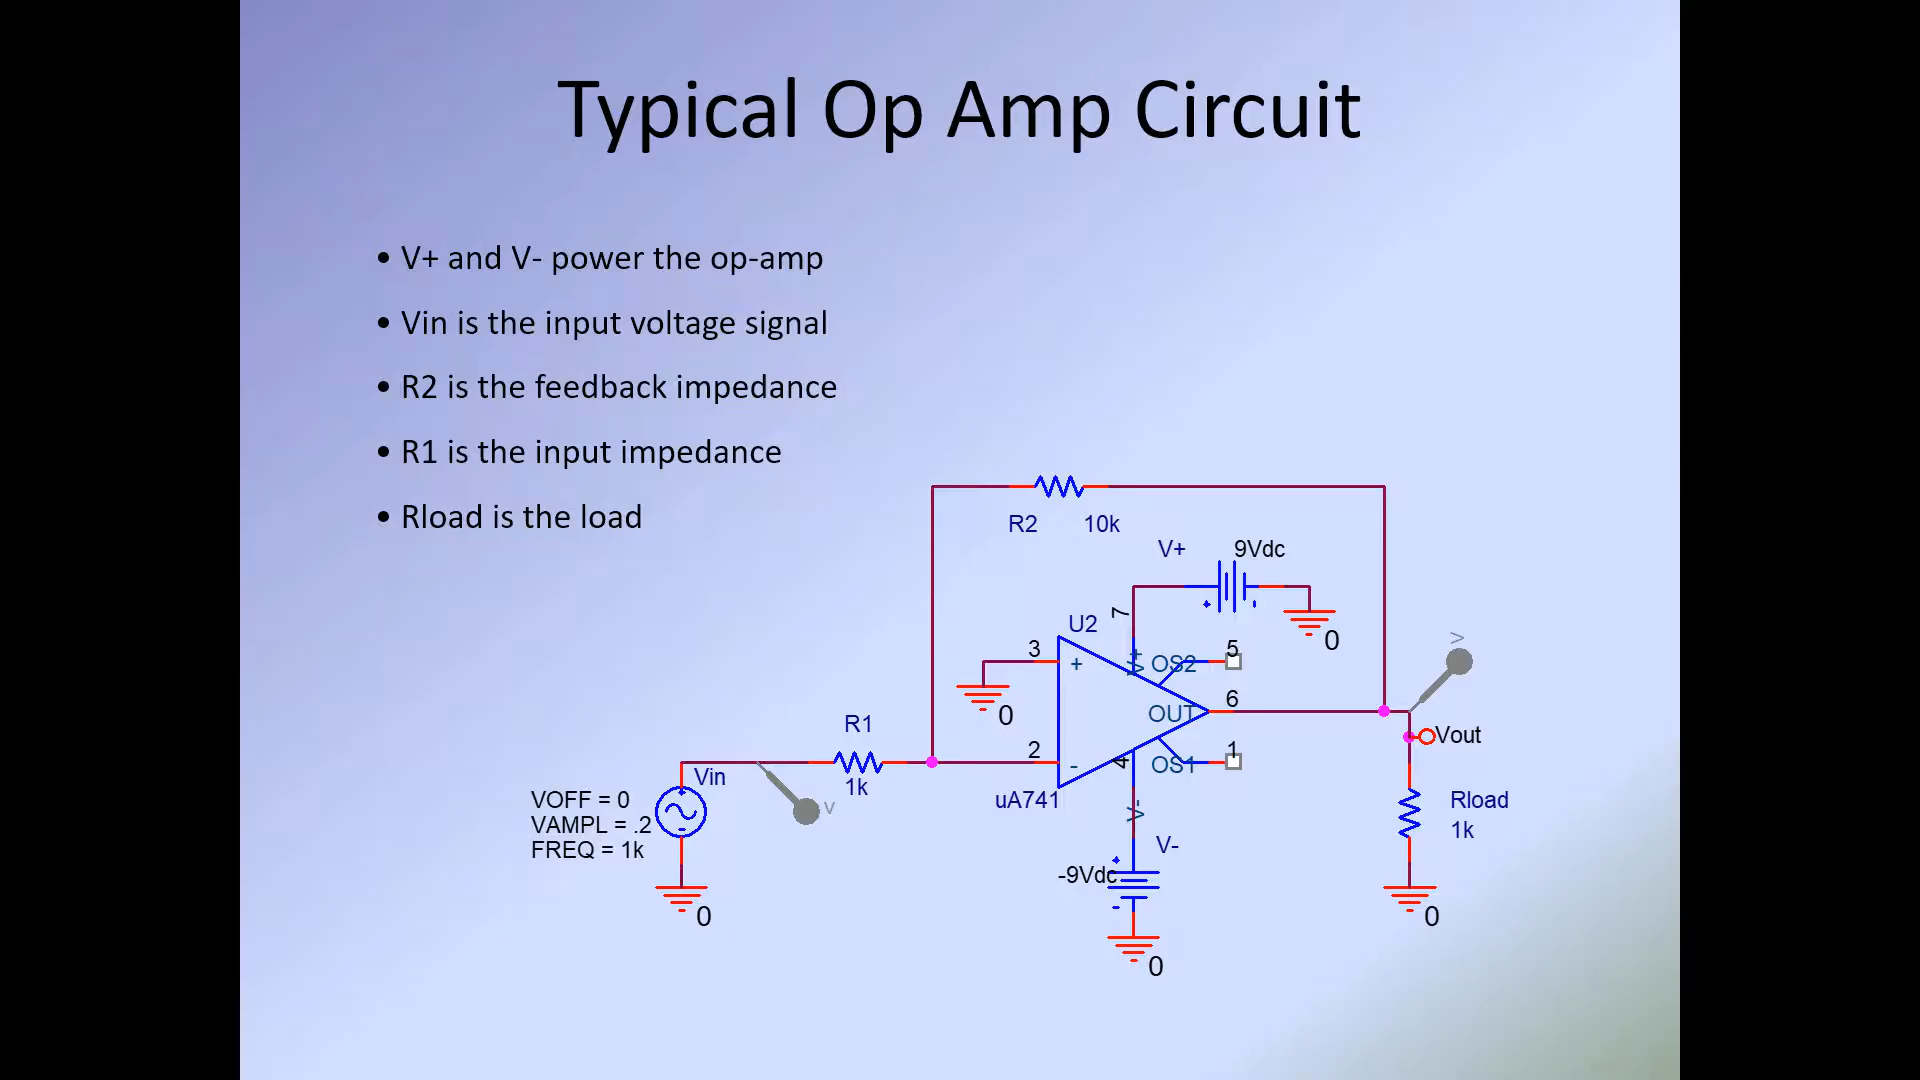 Typical Op Amp Circuit
• V+ and V- power the op-amp
• Vin is the input voltage signal
• R2 is the feedback impedance
• R1 is the input impedance
• Rload is the load
R2 10k
V+ 9Vdc
7
U2
0
3
+
V+
OS2
5
V
0
OUT
6
R1
Vout
2
-
4
OS1
1
Vin
1k
uA741
V
VOFF = 0
VAMPL = .2
FREQ = 1k
V-
Rload
1k
V-
-9Vdc
0
0
0